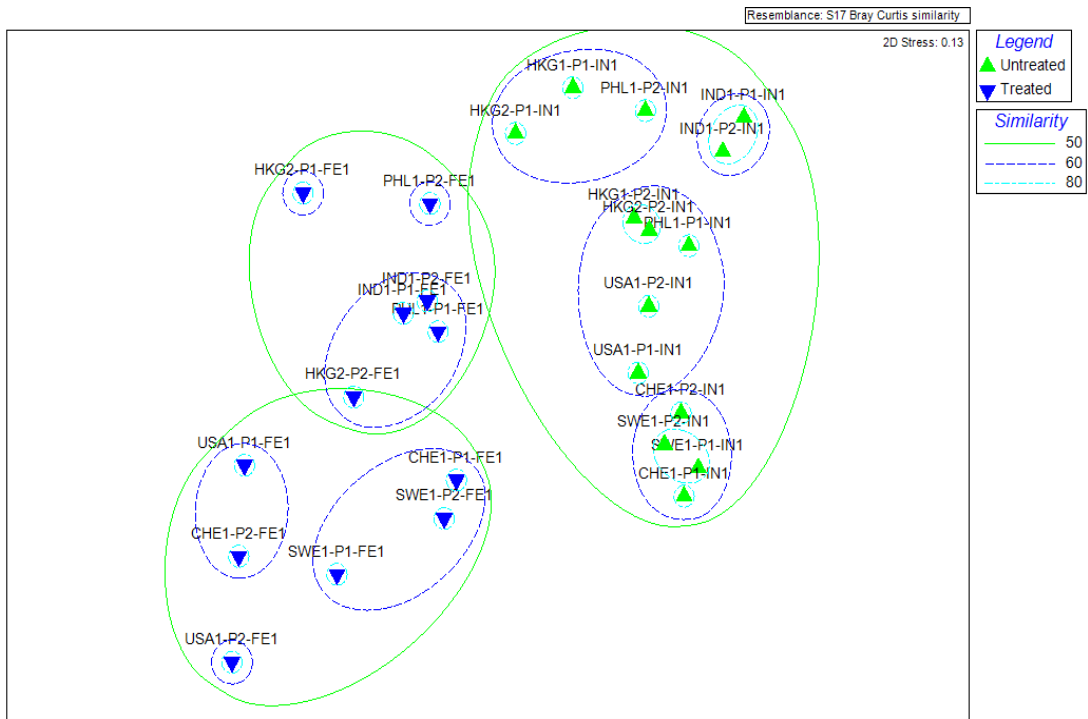 Resemblance: S17 Bray Curtis similarity
2D Stress: 0.13
Legend
Untreated
Treated
Similarity
50
60
80
HKG1-P1-IN1
PHL1-P2-IN1
IND1-P1-IN1
HKG2-P1-IN1
IND1-P2-IN1
HKG2-P1-FE1
PHL1-P2-FE1
HKG1-P2-IN1
HKG2-P2-IN1
PHL1-P1-IN1
IND1-P2-FE1
IND1-P1-FE1
USA1-P2-IN1
PHL1-P1-FE1
HKG2-P2-FE1
USA1-P1-IN1
CHE1-P2-IN1
SWE1-P2-IN1
USA1-P1-FE1
SWE1-P1-IN1
CHE1-P1-FE1
CHE1-P1-IN1
SWE1-P2-FE1
CHE1-P2-FE1
SWE1-P1-FE1
USA1-P2-FE1